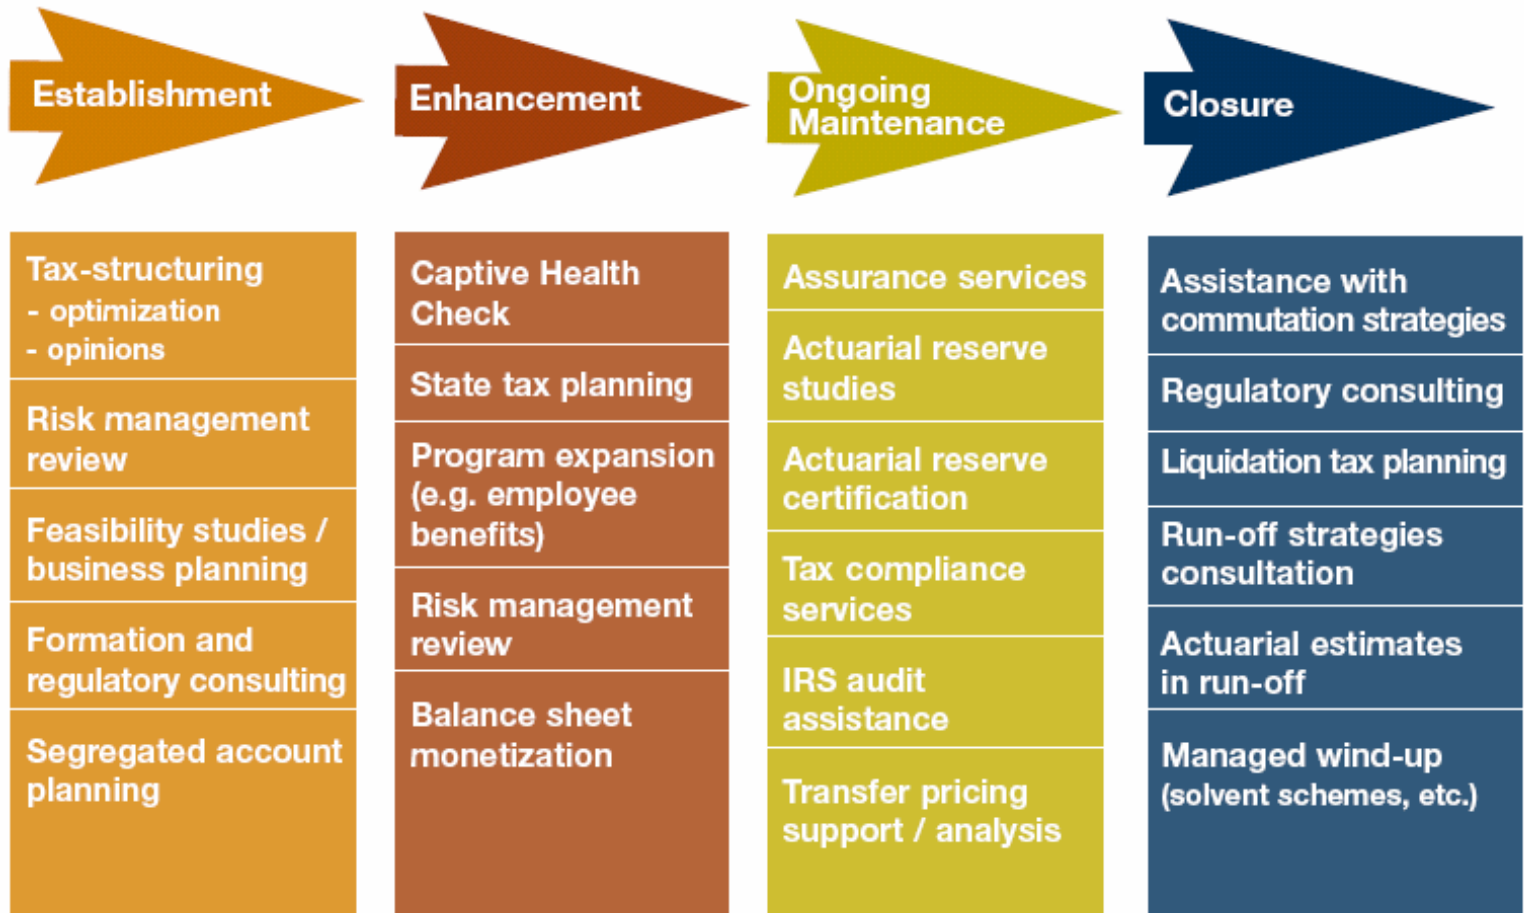 Establishment
Enhancement
Ongoing
Maintenance
Closure
Tax-structuring
- optimization
- opinions
Risk management
review
Feasibility studies /
business planning
Formation and
regulatory consulting
Segregated account
planning
Captive Health
Check
State tax planning
Program expansion
(e.g. employee
benefits)
Risk management
review
Balance sheet
monetization
Assurance services
Actuarial reserve
studies
Actuarial reserve
certification
Tax compliance
services
IRS audit
assistance
Transfer pricing
support / analysis
Assistance with
commutation strategies
Regulatory consulting
Liquidation tax planning
Run-off strategies
consultation
Actuarial estimates
in run-off
Managed wind-up
(solvent schemes, etc.)